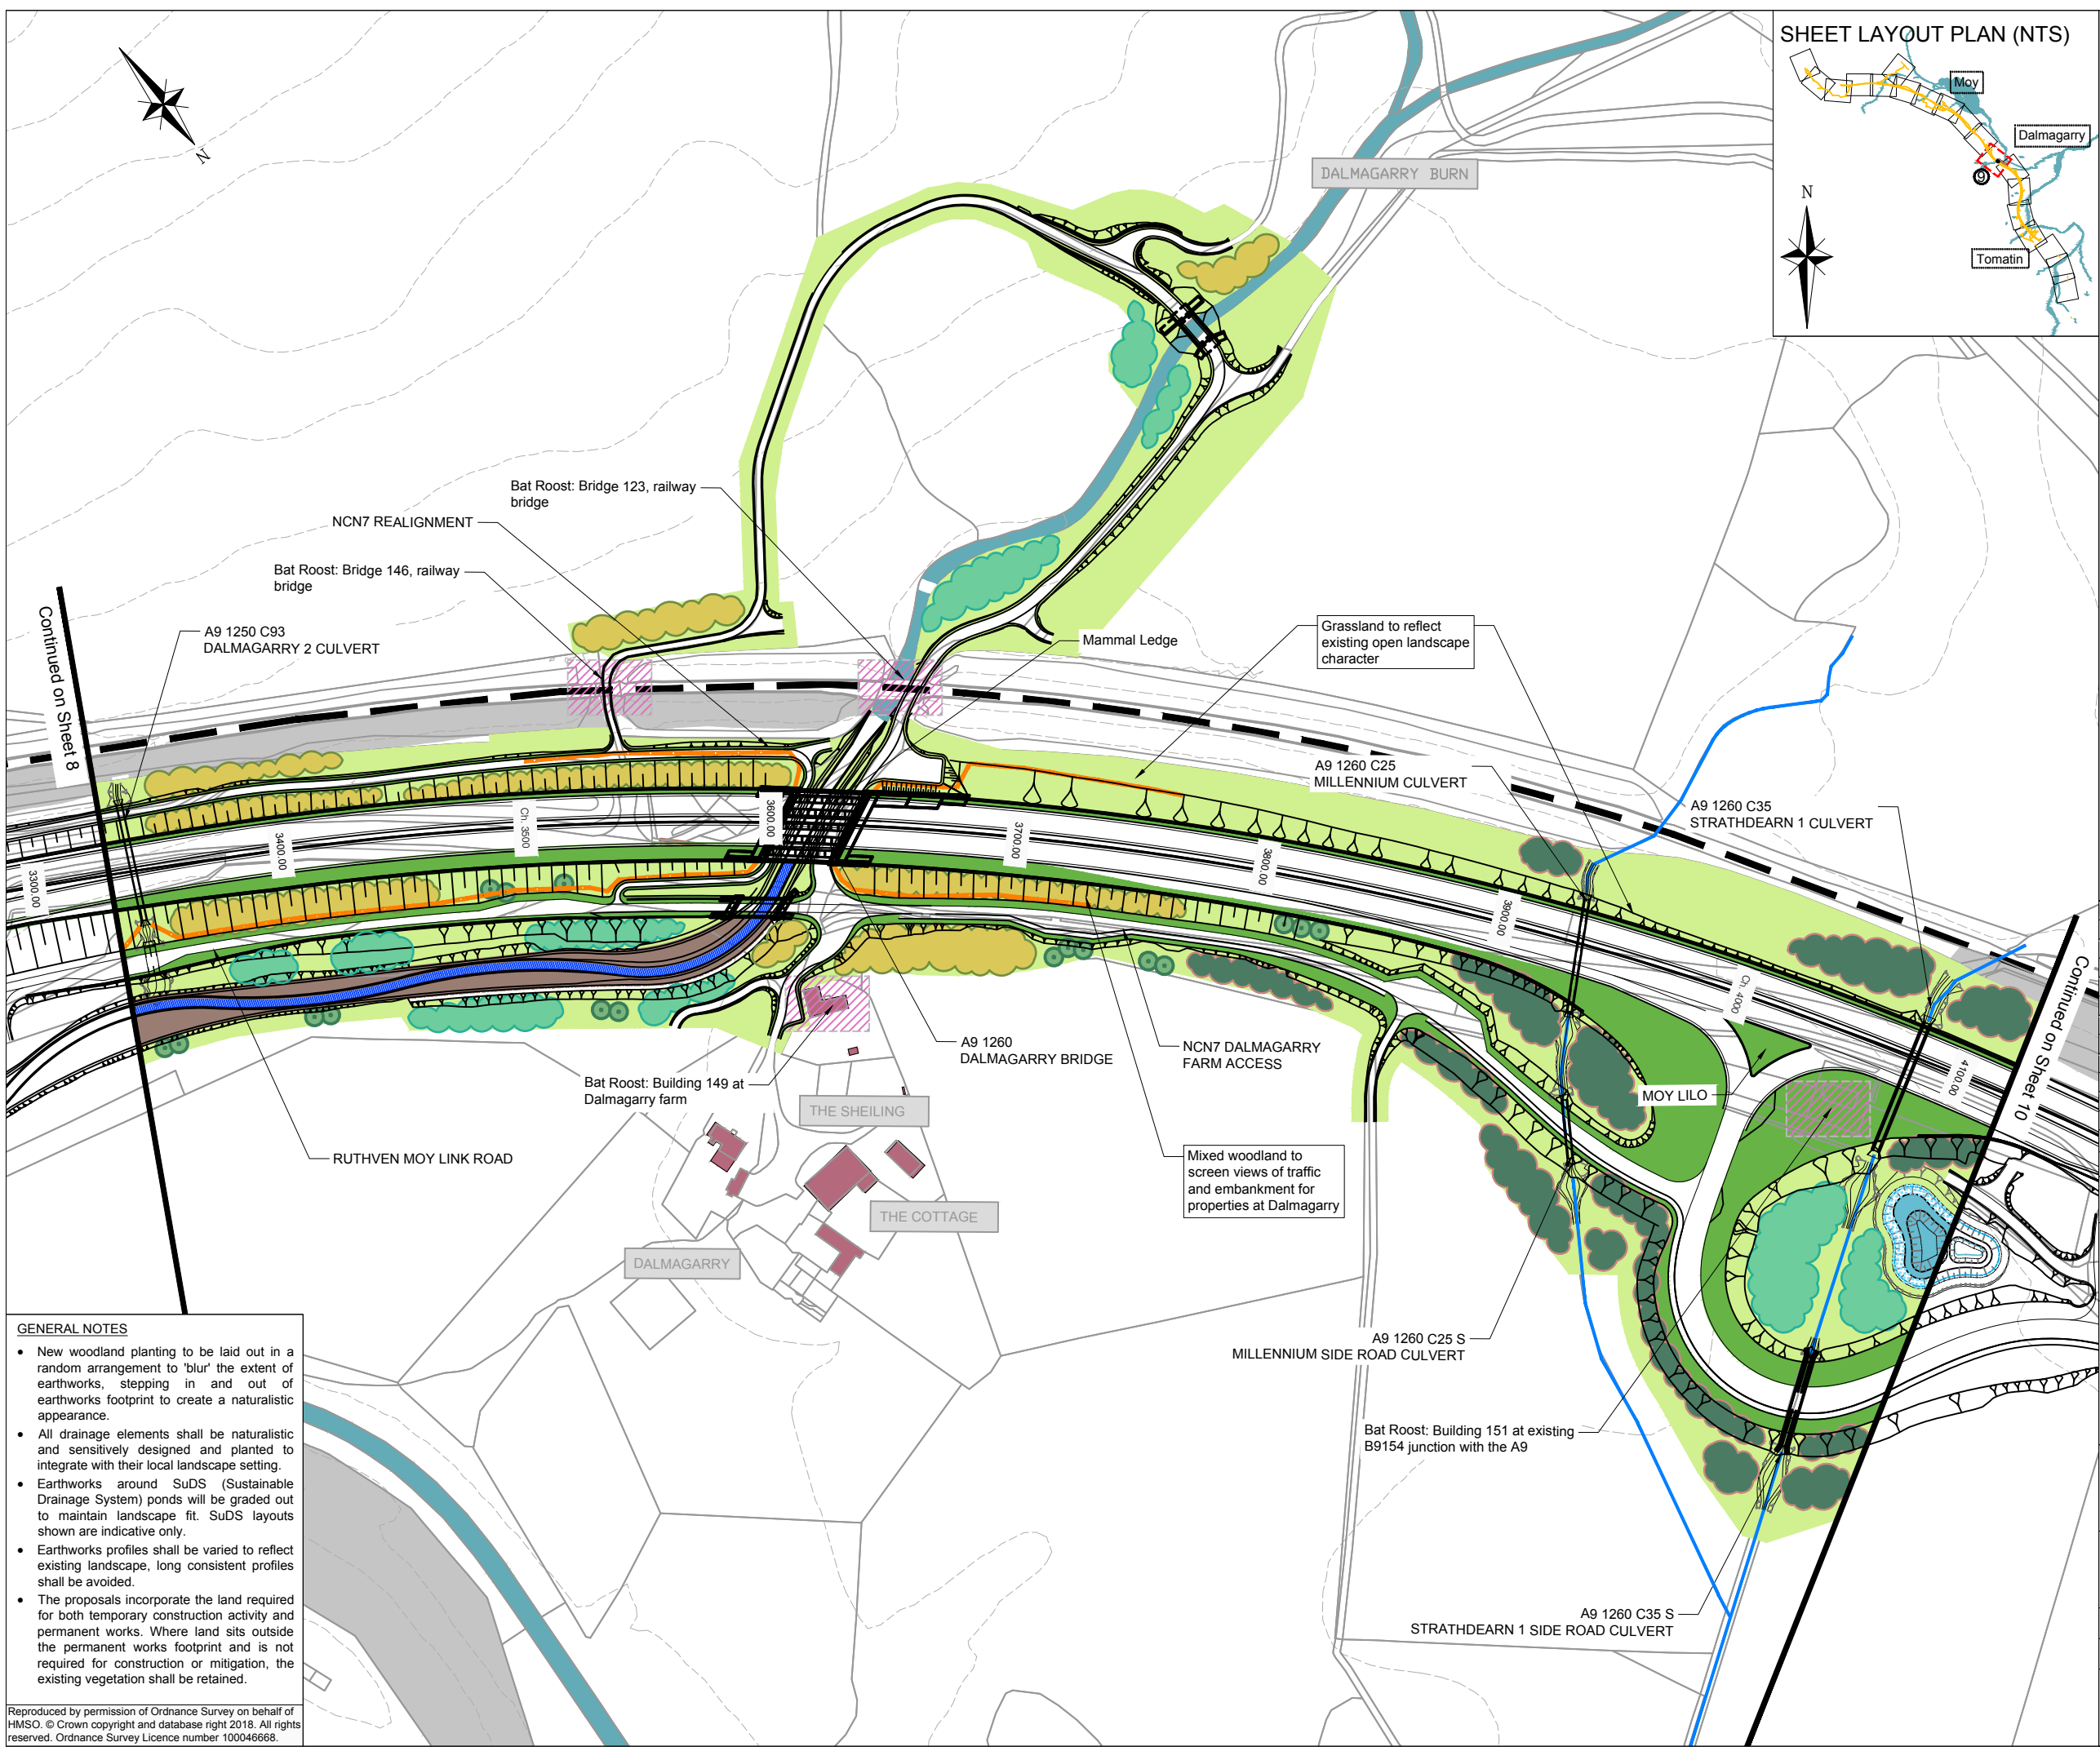 SHEET LAYOUT PLAN (NTS)
Moy
Dalmagarry
9
N
Tomatin
N
DALMAGARRY BURN
Bat Roost: Bridge 123, railway
bridge
NCN7 REALIGNMENT
Bat Roost: Bridge 146, railway
bridge
Continued on Sheet 8
A9 1250 C93
DALMAGARRY 2 CULVERT
Mammal Ledge
Grassland to reflect
existing open landscape
character
A9 1260 C25
MILLENNIUM CULVERT
A9 1260 C35
STRATHDEARN 1 CULVERT
3300.00
3400.00
Ch. 3500
3600.00
3700.00
3800.00
3900.00
Ch. 4000
4100.00
Continued on Sheet 10
A9 1260
DALMAGARRY BRIDGE
NCN7 DALMAGARRY
FARM ACCESS
Bat Roost: Building 149 at
Dalmagarry farm
MOY LILO
THE SHEILING
RUTHVEN MOY LINK ROAD
Mixed woodland to
screen views of traffic
and embankment for
properties at Dalmagarry
THE COTTAGE
DALMAGARRY
A9 1260 C25 S
MILLENNIUM SIDE ROAD CULVERT
Bat Roost: Building 151 at existing
B9154 junction with the A9
A9 1260 C35 S
STRATHDEARN 1 SIDE ROAD CULVERT
GENERAL NOTES
• New woodland planting to be laid out in a
random arrangement to 'blur' the extent of
earthworks, stepping in and out of
earthworks footprint to create a naturalistic
appearance.
• All drainage elements shall be naturalistic
and sensitively designed and planted to
integrate with their local landscape setting.
• Earthworks around SuDS (Sustainable
Drainage System) ponds will be graded out
to maintain landscape fit. SuDS layouts
shown are indicative only.
• Earthworks profiles shall be varied to reflect
existing landscape, long consistent profiles
shall be avoided.
• The proposals incorporate the land required
for both temporary construction activity and
permanent works. Where land sits outside
the permanent works footprint and is not
required for construction or mitigation, the
existing vegetation shall be retained.
Reproduced by permission of Ordnance Survey on behalf of
HMSO. © Crown copyright and database right 2018. All rights
reserved. Ordnance Survey Licence number 100046668.